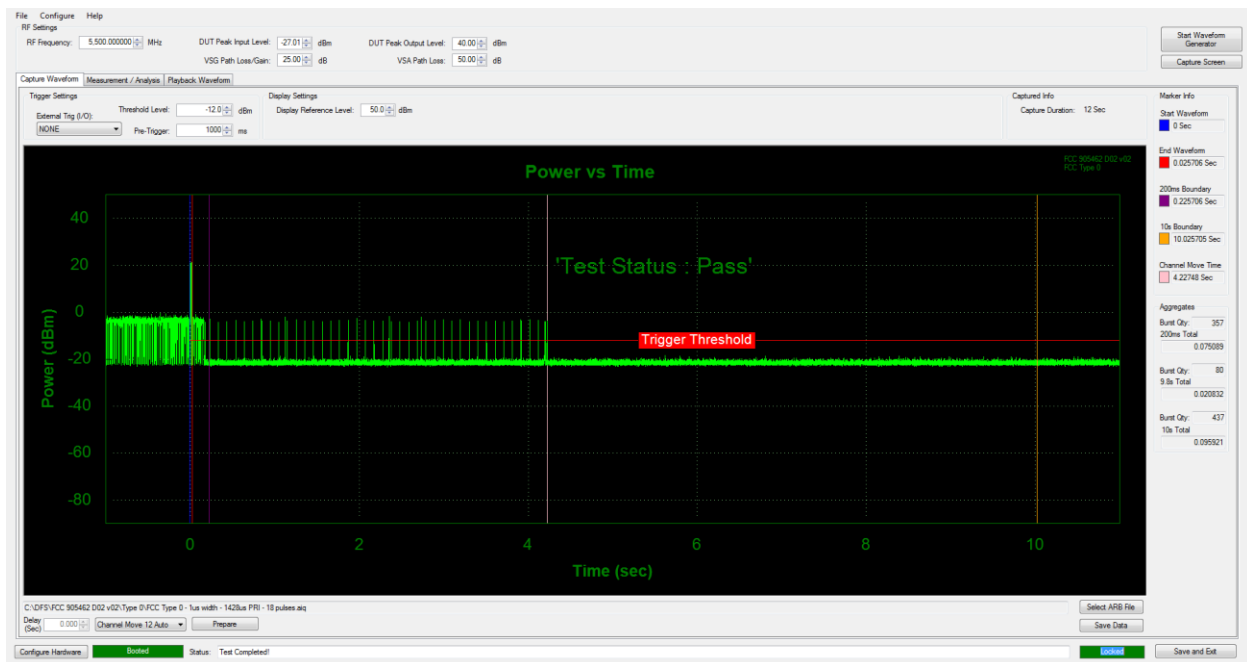 File Configure Help
RF Settings
RF Frequency: 5,500.000000 MHz DUT Peak Input Level: -27.01 dBm DUT Peak Output Level: 40.00 dBm
VSG Path Loss/Gain: 25.00 dB VSA Path Loss: 50.00 dB
Start Waveform
Generator
Capture Screen
Capture Waveform Measurement / Analysis Playback Waveform
Trigger Settings
External Trig (I/O):
NONE
Threshold Level: -12.0 dBm
Pre-Trigger: 1000 ms
Display Settings
Display Reference Level: 50.0 dBm
Captured Info
Capture Duration: 12 Sec
Power vs Time
FCC 905462 D02 v02
FCC Type 0
'Test Status : Pass'
Trigger Threshold
Power (dBm)
40
20
0
-20
-40
-60
-80
0 2 4 6 8 10
Time (sec)
Marker Info
Start Waveform
0 Sec
End Waveform
0.025706 Sec
200ms Boundary
0.225706 Sec
10s Boundary
10.025705 Sec
Channel Move Time
4.22748 Sec
Aggregates
Burst Qty: 357
200ms Total
0.075089
Burst Qty: 80
9.8s Total
0.020832
Burst Qty: 437
10s Total
0.095921
C:\DFS\FCC 905462 D02 v02\Type 0\FCC Type 0 - 1us width - 1428us PRI - 18 pulses.aiq
Select ARB File
Delay
(Sec) 0.000 Channel Move 12 Auto Prepare
Save Data
Configure Hardware Booted Status: Test Completed! Locked Save and Exit